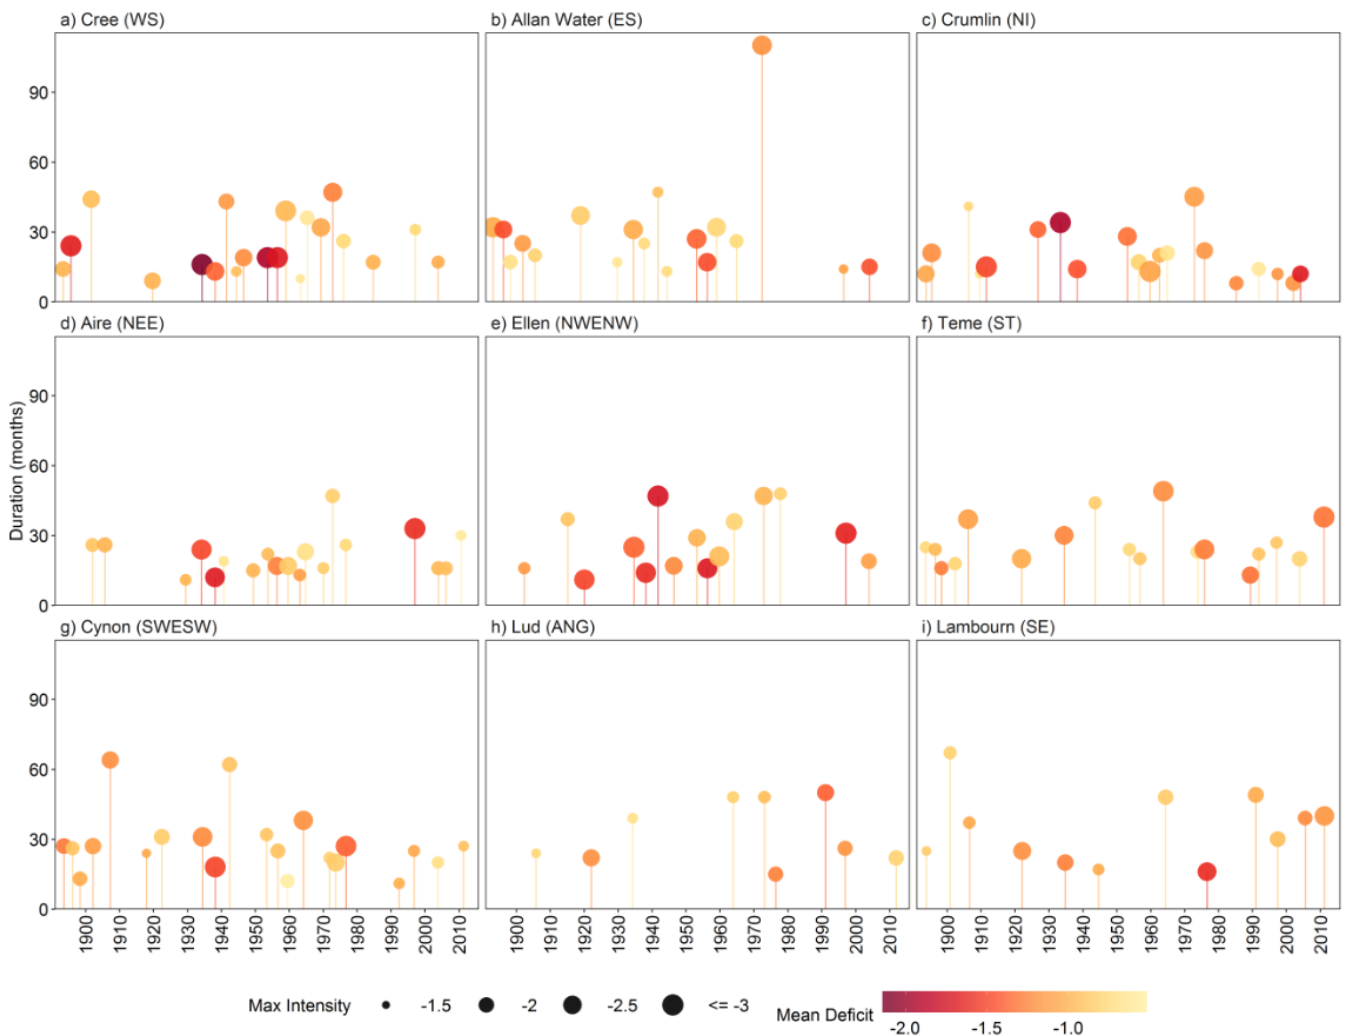 a) Cree (WS)
b) Allan Water (ES)
c) Crumlin (NI)
90
60
30
0
d) Aire (NEE)
e) Ellen (NWENW)
f) Teme (ST)
Duration (months)
90
60
30
0
g) Cynon (SWESW)
h) Lud (ANG)
i) Lambourn (SE)
90
60
30
0
1900 1910 1920 1930 1940 1950 1960 1970 1980 1990 2000 2010
1900 1910 1920 1930 1940 1950 1960 1970 1980 1990 2000 2010
1900 1910 1920 1930 1940 1950 1960 1970 1980 1990 2000 2010
Max Intensity -1.5 -2 -2.5 <= -3
Mean Deficit
-2.0 -1.5 -1.0